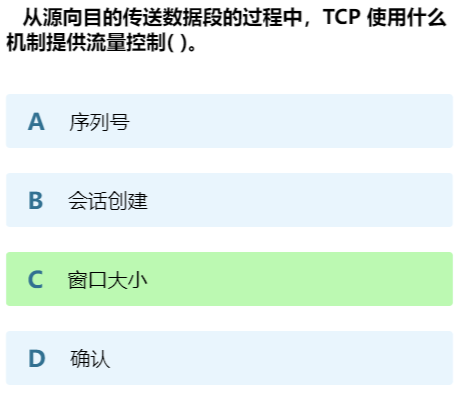 从源向目的传送数据段的过程中，TCP 使用什么
机制提供流量控制( )。
A 序列号
B 会话创建
C 窗口大小
D 确认